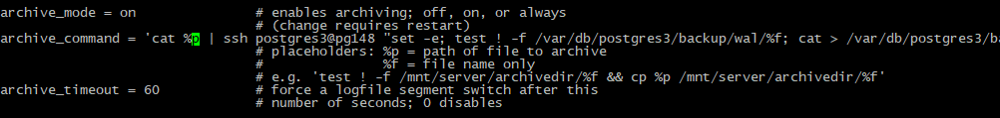 archive_mode = on # enables archiving; off, on, or always
# (change requires restart)
archive_command = 'cat %p | ssh postgres3@pg148 "set -e; test ! -f /var/db/postgres3/backup/wal/%f; cat > /var/db/postgres3/b
# placeholders: %p = path of file to archive
# %f = file name only
# e.g. 'test ! -f /mnt/server/archivedir/%f && cp %p /mnt/server/archivedir/%f'
archive_timeout = 60 # force a logfile segment switch after this
# number of seconds; 0 disables